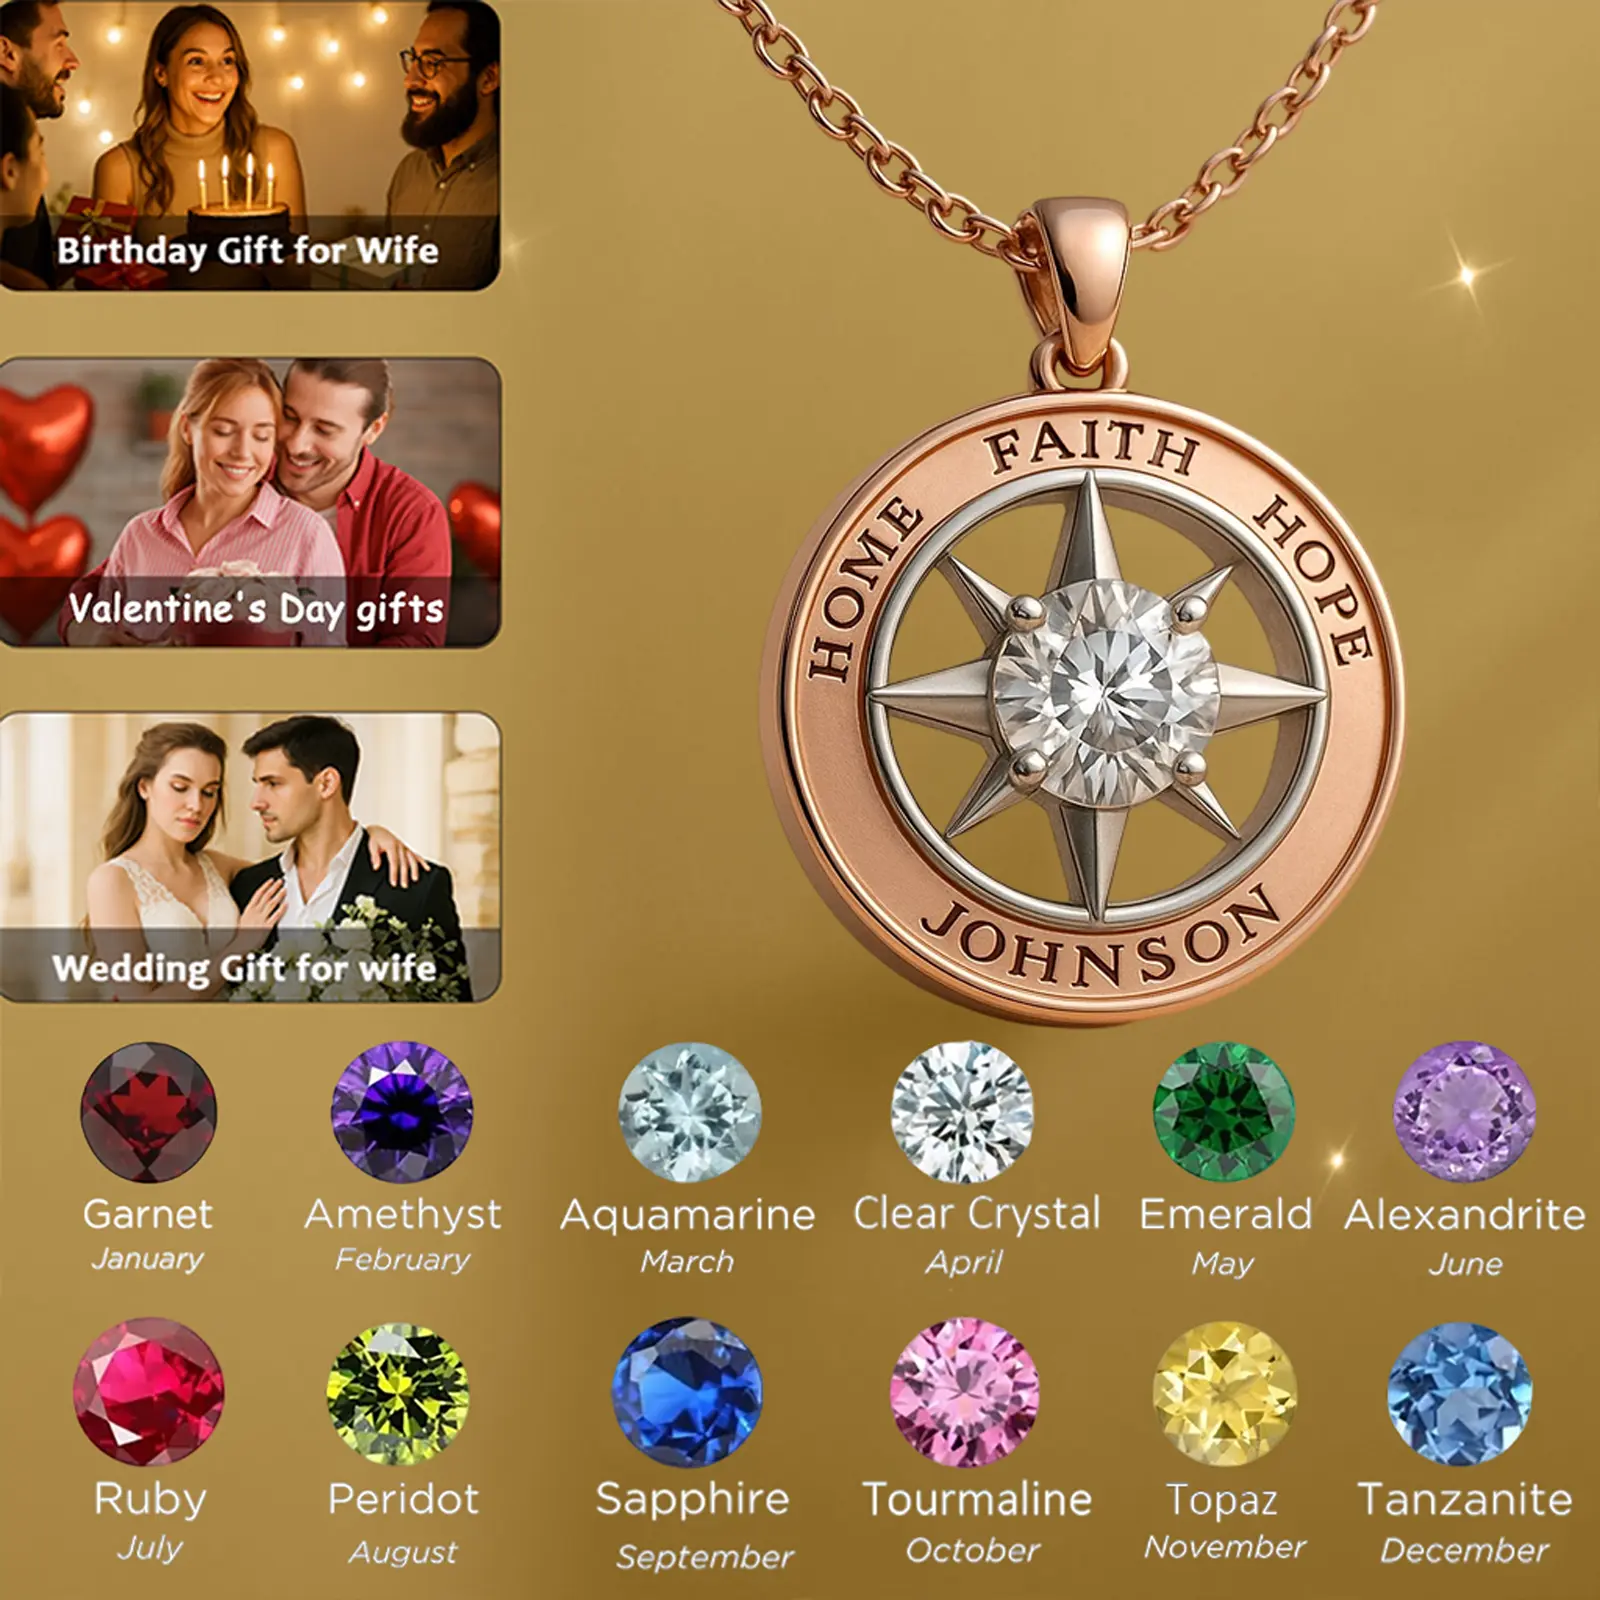 Birthday Gift for Wife
Valentine's Day gifts
Wedding Gift for wife
HOME FAITH HOPE
JOHNSON
Garnet
January
Amethyst
February
Aquamarine
March
Clear Crystal
April
Emerald
May
Alexandrite
June
Ruby
July
Peridot
August
Sapphire
September
Tourmaline
October
Topaz
November
Tanzanite
December